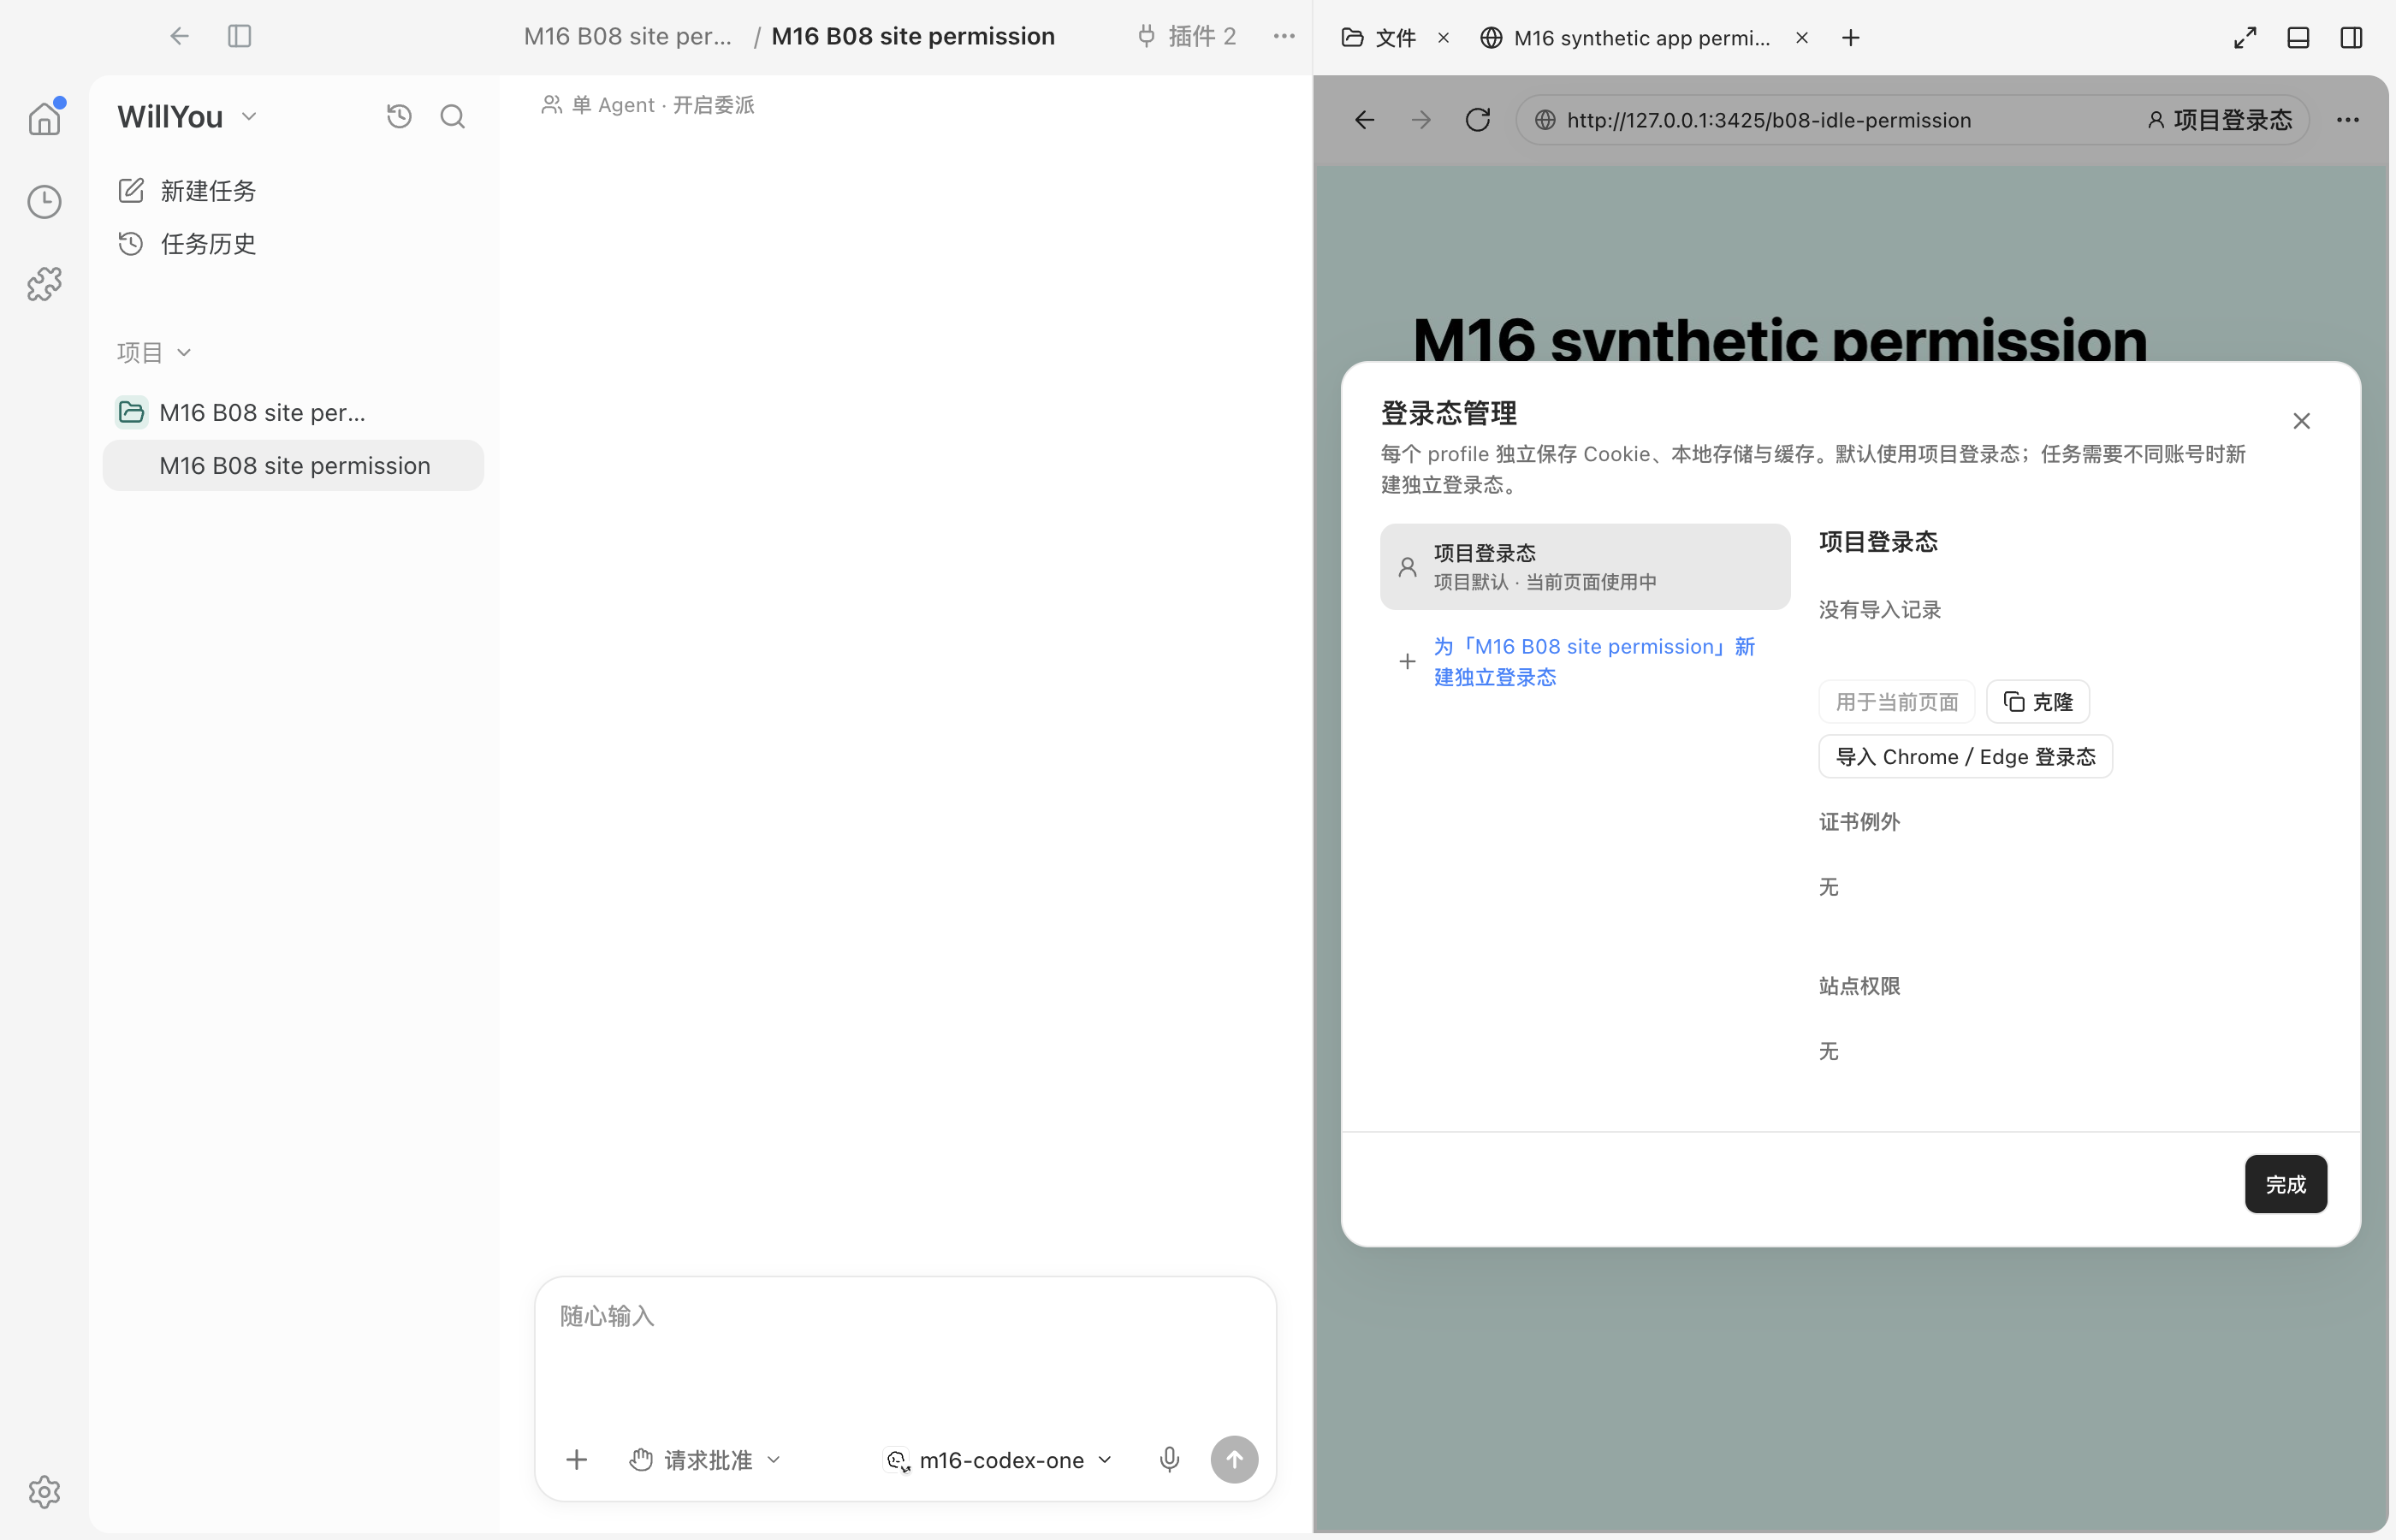 M16 B08 site per... / M16 B08 site permission
插件 2
文件
M16 synthetic app permi...
WillYou
新建任务
任务历史
项目
M16 B08 site per...
M16 B08 site permission
单 Agent · 开启委派
随心输入
请求批准
m16-codex-one
http://127.0.0.1:3425/b08-idle-permission
项目登录态
M16 synthetic permission
登录态管理
每个 profile 独立保存 Cookie、本地存储与缓存。默认使用项目登录态；任务需要不同账号时新
建独立登录态。
项目登录态
项目默认 · 当前页面使用中
为「M16 B08 site permission」新
建独立登录态
项目登录态
没有导入记录
用于当前页面
克隆
导入 Chrome / Edge 登录态
证书例外
无
站点权限
无
完成